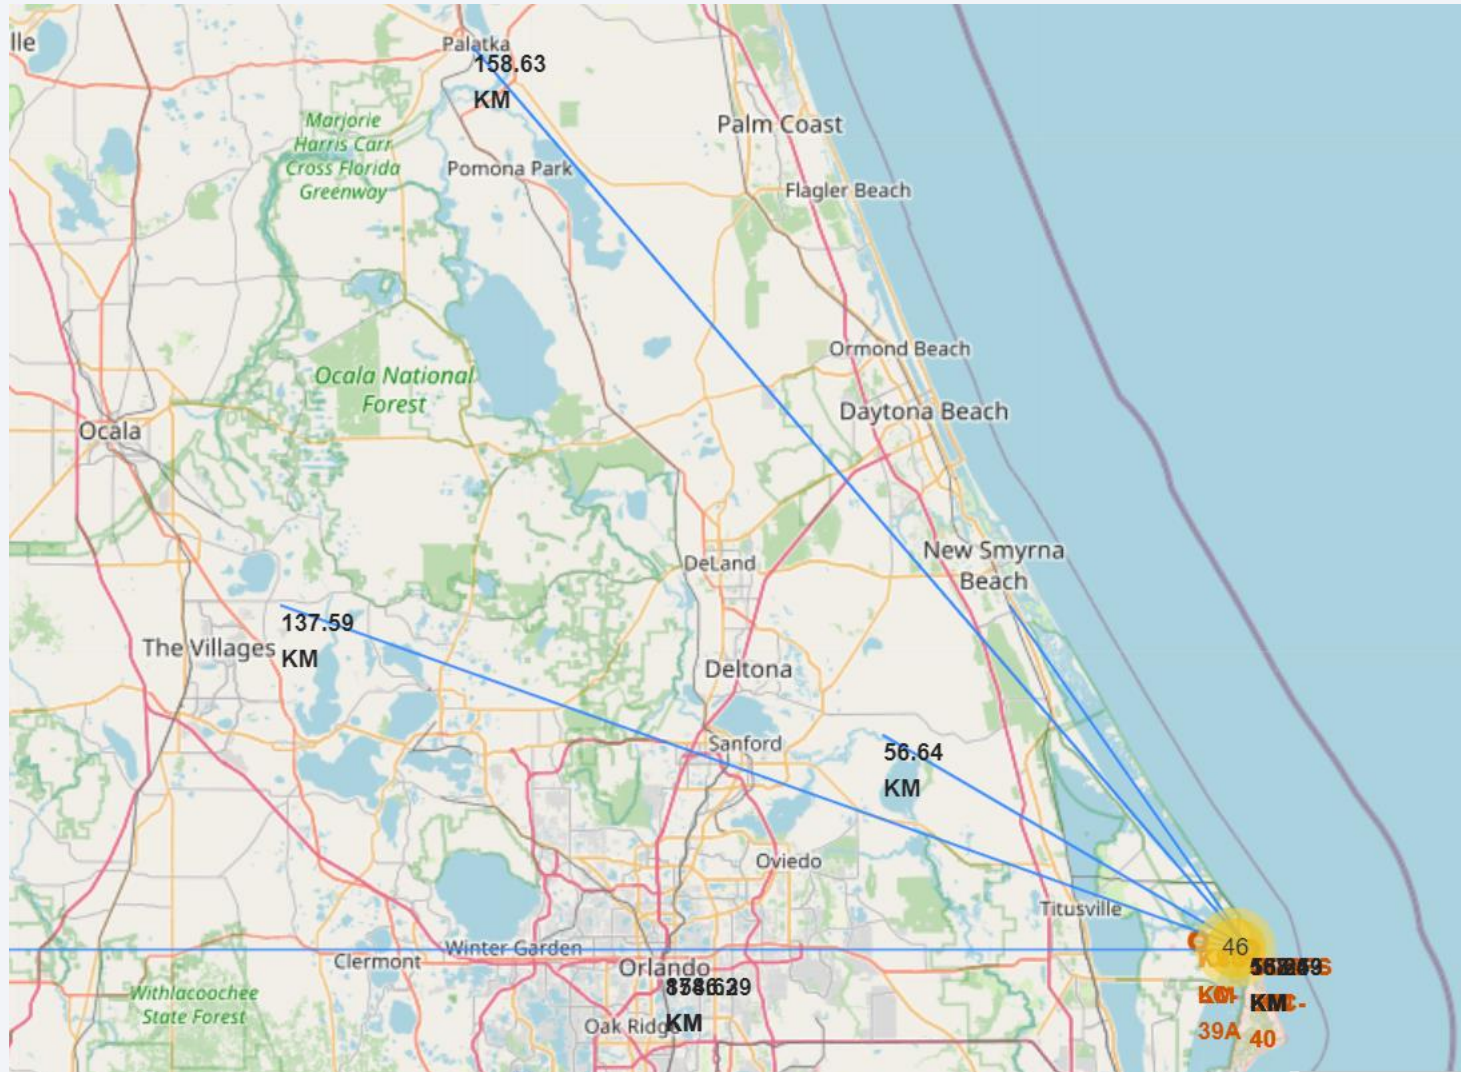 lle
Palatka
158.63
KM
Marjorie
Harris Carr
Cross Florida
Greenway
Palm Coast
Pomona Park
Flagler Beach
Ormond Beach
Ocala National
Forest
Daytona Beach
Ocala
New Smyrna
Beach
DeLand
137.59
KM
The Villages
Deltona
Sanford
56.64
KM
Oviedo
Titusville
46
Winter Garden
Clermont
Orlando
KM
Withlacoochee
State Forest
Oak Ridge
KM
39A
40